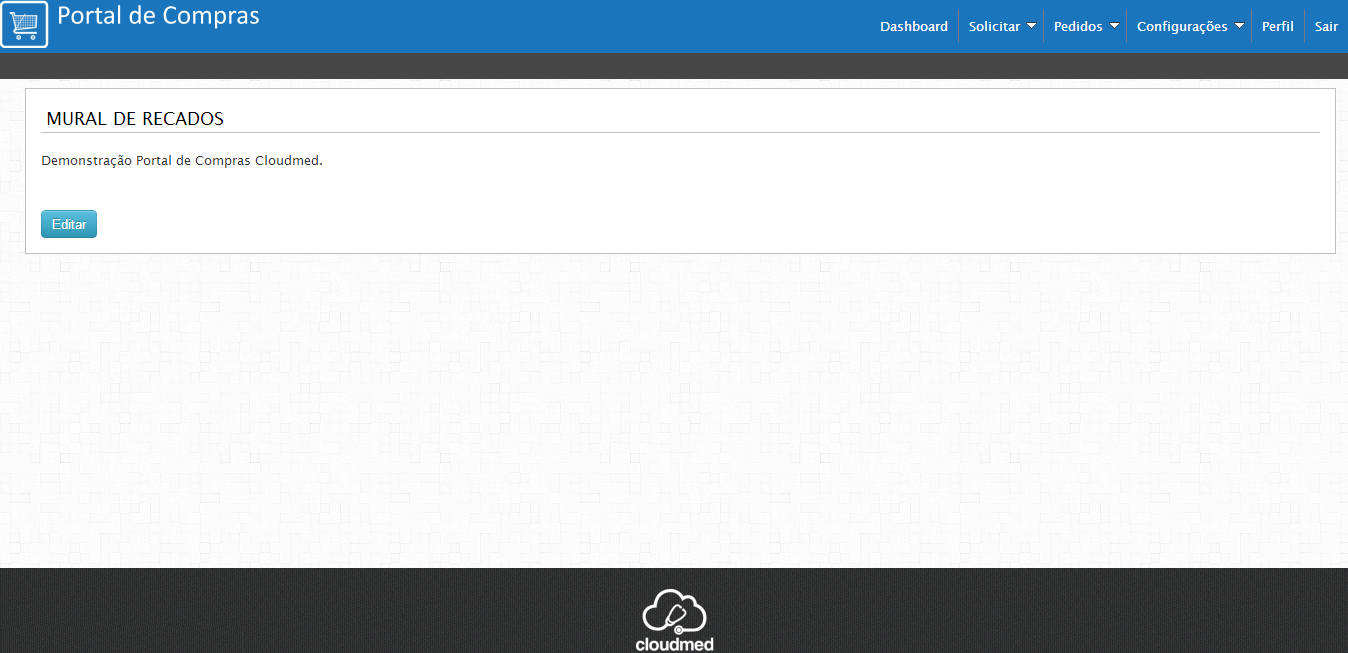 Portal de Compras
Dashboard Solicitar Pedidos Configurações Perfil Sair
MURAL DE RECADOS
Demonstração Portal de Compras Cloudmed.
Editar
cloudmed